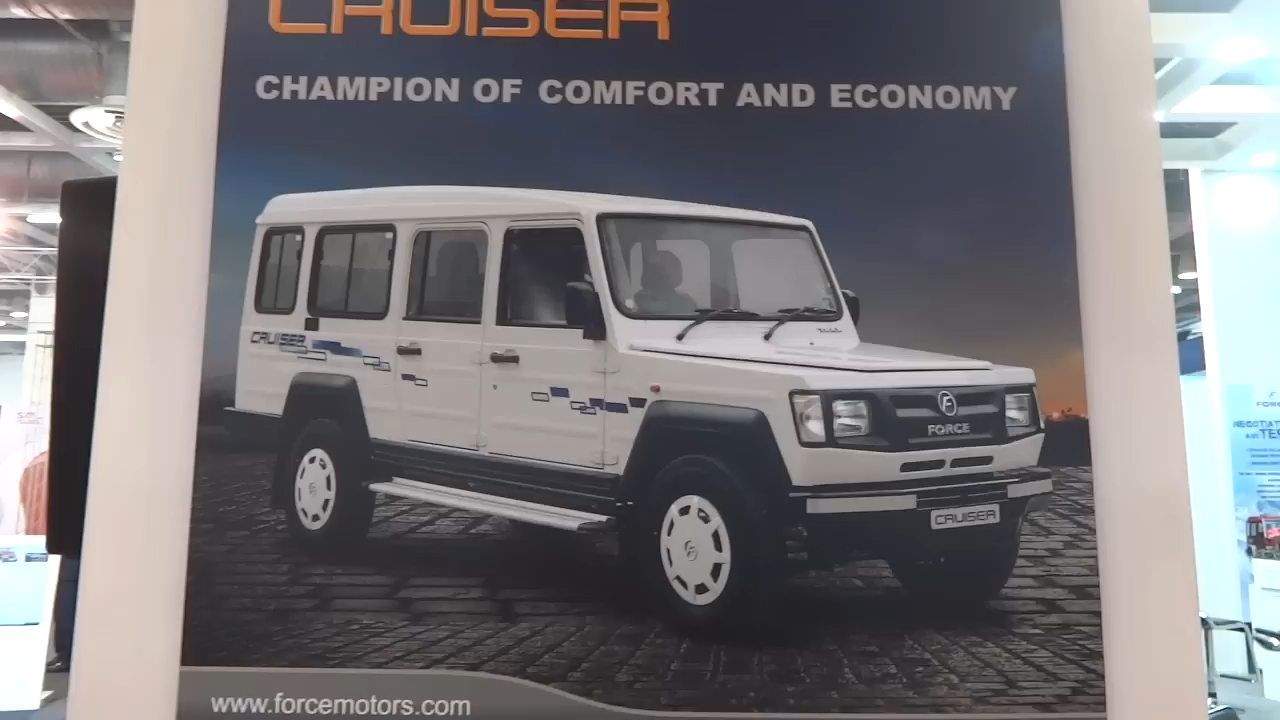 CRUISER
CHAMPION OF COMFORT AND ECONOMY
CRUISER
FORCE
CRUISER
www.forcemotors.com